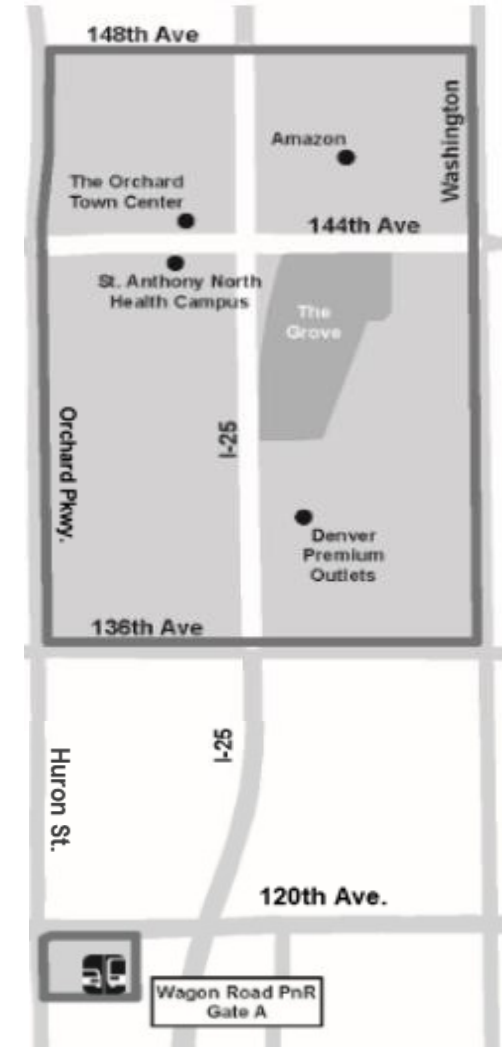 148th Ave
Washington
Amazon
The Orchard
Town Center
144th Ave
St. Anthony North
Health Campus
The
Grove
Orchard Pkwy.
I-25
Denver
Premium
Outlets
136th Ave
I-25
Huron St.
120th Ave.
Wagon Road PnR
Gate A